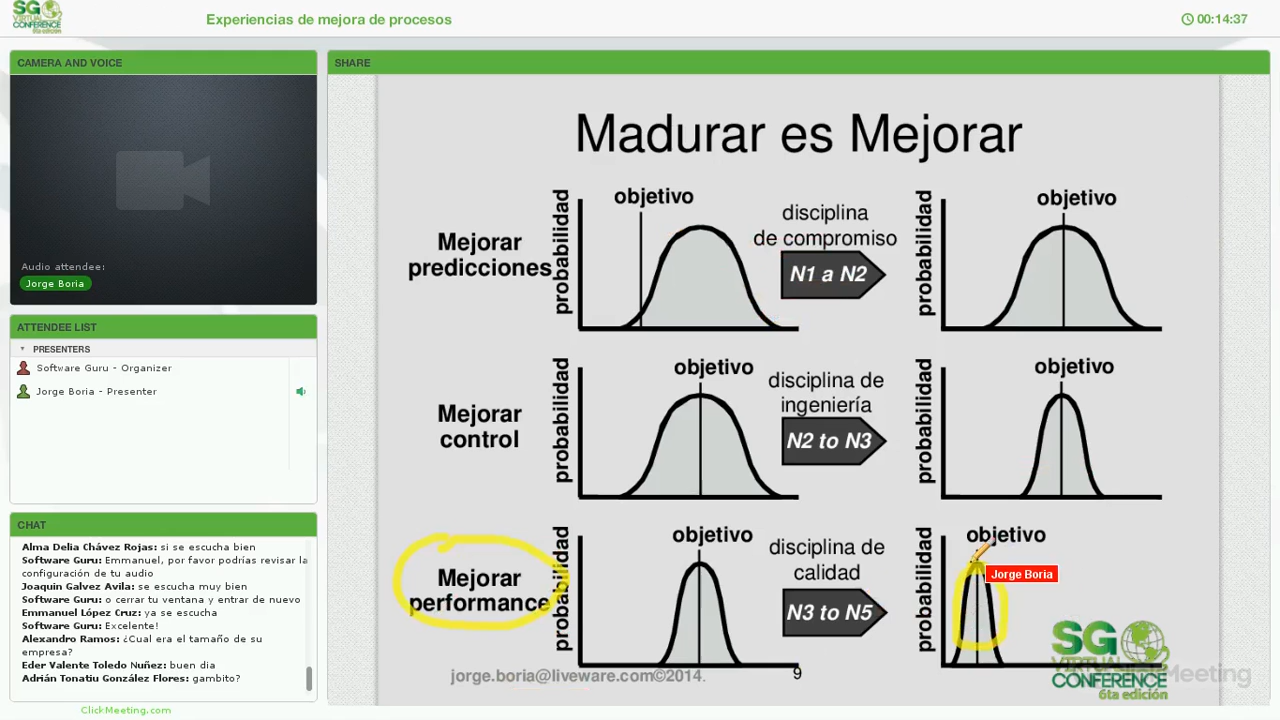 SG
VIRTUAL
CONFERENCE
6ta edición
Experiencias de mejora de procesos
00:14:37
CAMERA AND VOICE
Audio attendee:
Jorge Boria
ATTENDEE LIST
PRESENTERS
Software Guru - Organizer
Jorge Boria - Presenter
CHAT
Alma Delia Chávez Rojas: si se escucha bien
Software Guru: Emmanuel, por favor podrías revisar la
configuración de tu audio
Joaquin Galvez Avila: se escucha muy bien
Software Guru: o cerrar tu ventana y entrar de nuevo
Emmanuel López Cruz: ya se escucha
Software Guru: Excelente!
Alexandro Ramos: ¿Cual era el tamaño de su
empresa?
Eder Valente Toledo Nuñez: buen dia
Adrián Tonatiu González Flores: gambito?
ClickMeeting.com
SHARE
Madurar es Mejorar
Mejorar
predicciones
probabilidad
objetivo
disciplina
de compromiso
N1 a N2
probabilidad
objetivo
Mejorar
control
probabilidad
objetivo
disciplina de
ingeniería
N2 to N3
probabilidad
objetivo
Mejorar
performance
probabilidad
objetivo
disciplina de
calidad
N3 to N5
probabilidad
objetivo
Jorge Boria
jorge.boria@liveware.com©2014.
9
SG
VIRTUAL
CONFERENCE
6ta edición
Meeting